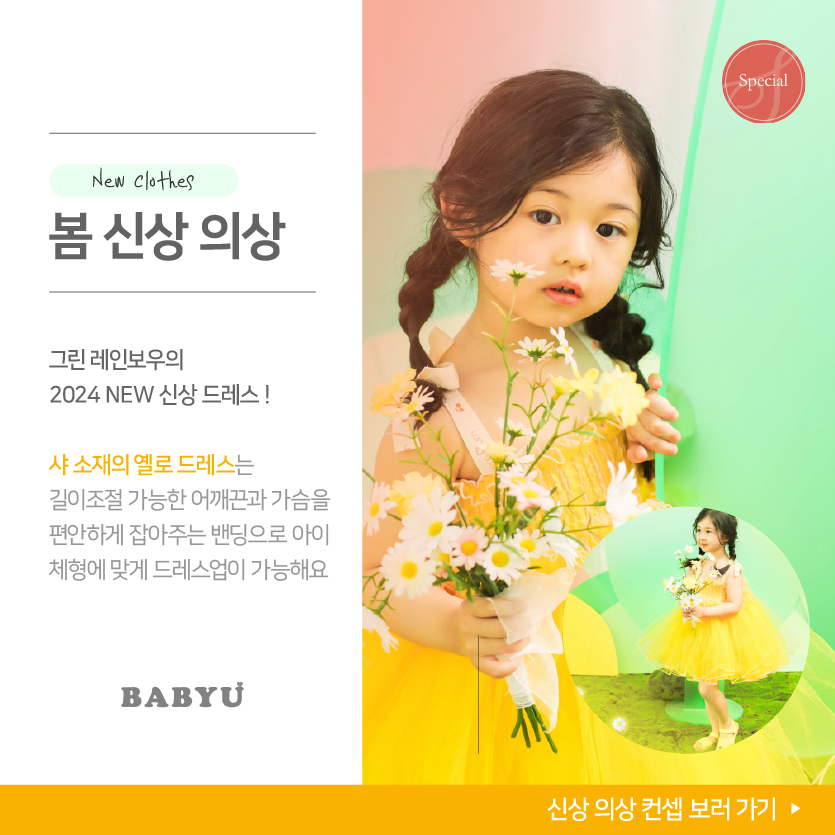 Special
New clothes
봄 신상 의상
그린 레인보우의
2024 NEW 신상 드레스 !
샤 소재의 옐로 드레스는
길이조절 가능한 어깨끈과 가슴을
편안하게 잡아주는 밴딩으로 아이
체형에 맞게 드레스업이 가능해요
BABYU
신상 의상 컨셉 보러 가기 ▶